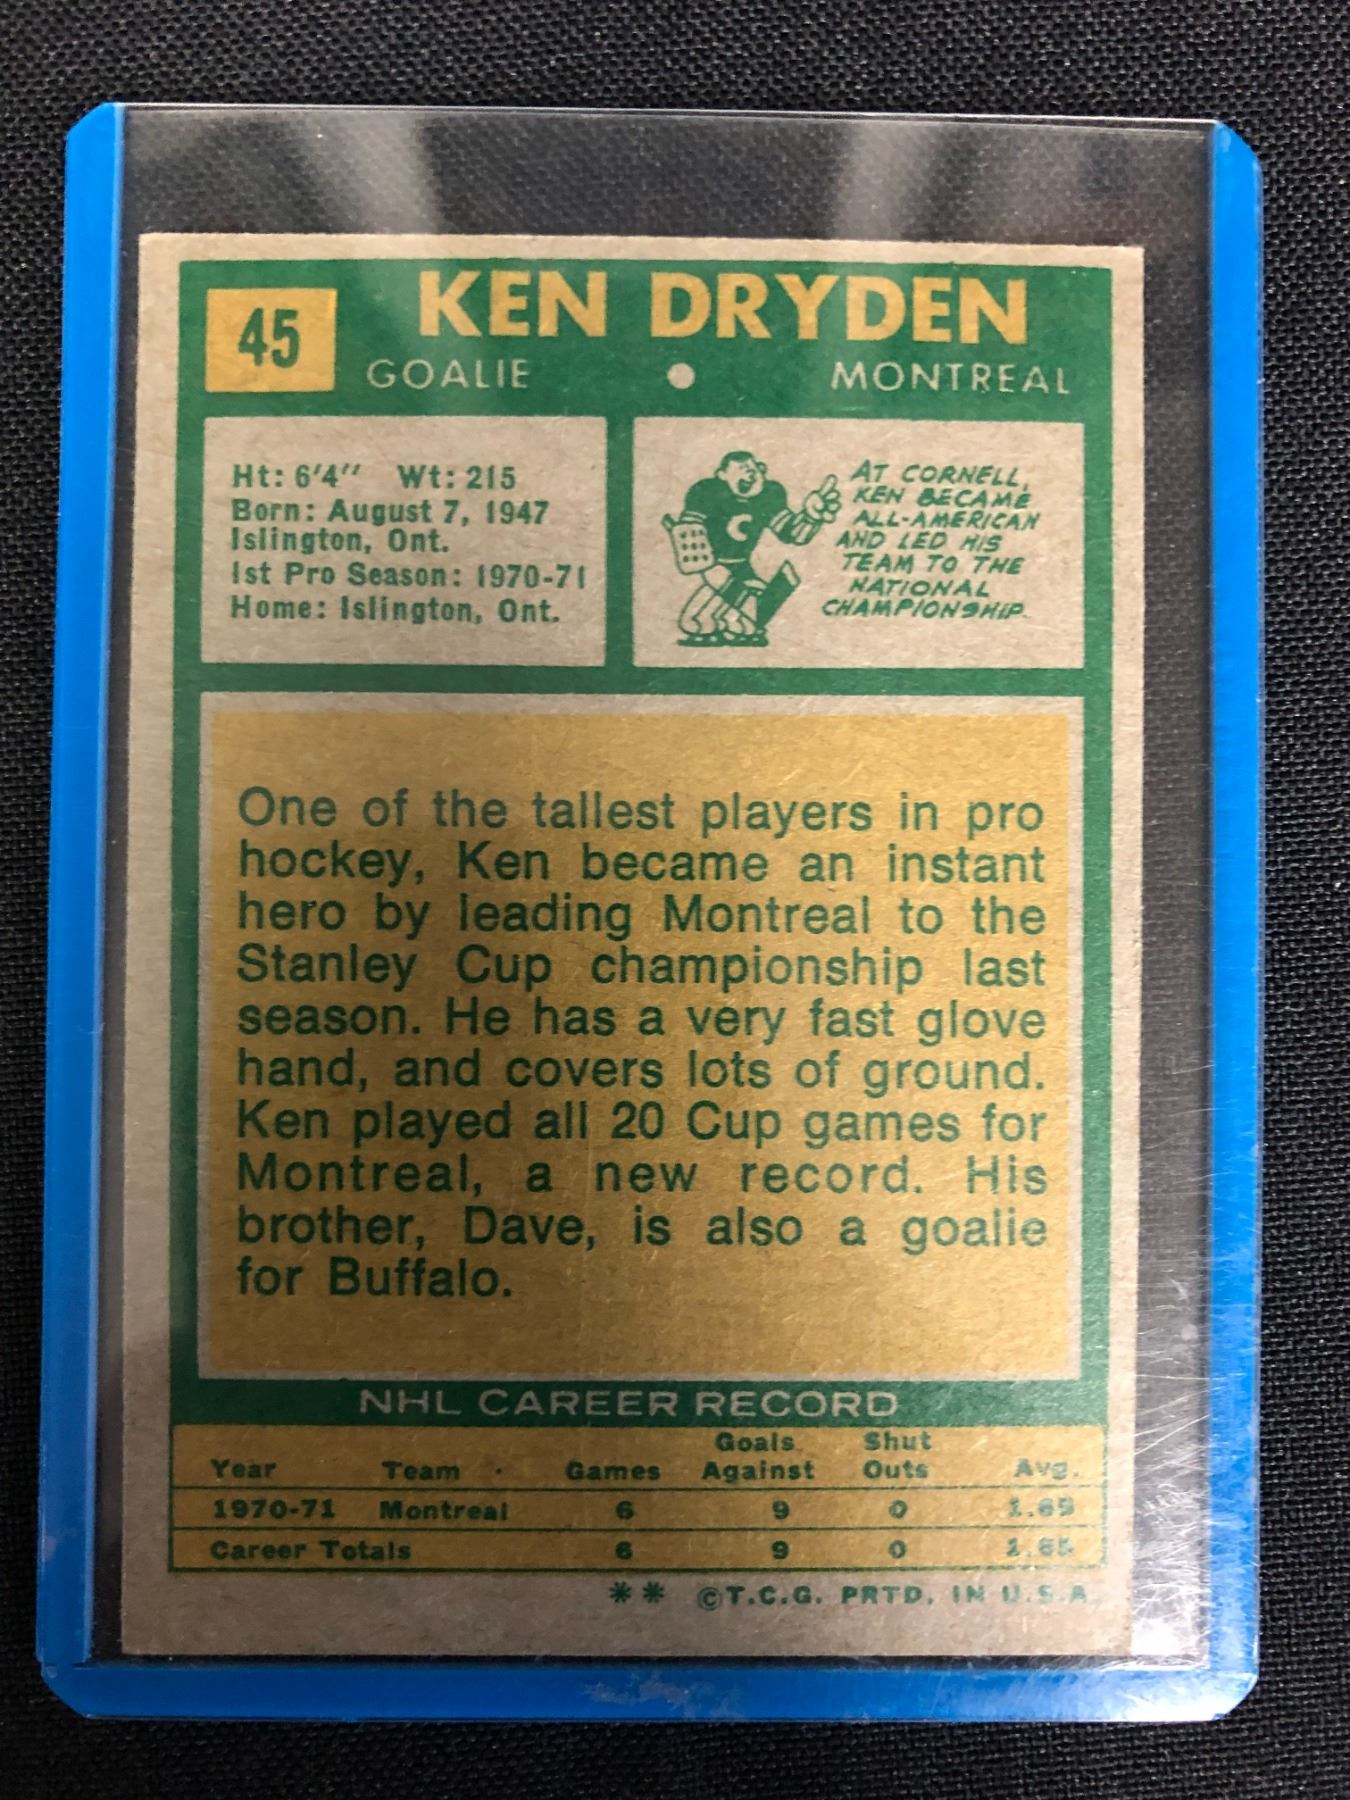 45
KEN DRYDEN
GOALIE • MONTREAL
Ht: 6'4'' Wt: 215
Born: August 7, 1947
Islington, Ont.
1st Pro Season: 1970-71
Home: Islington, Ont.
C
AT CORNELL,
KEN BECAME
ALL-AMERICAN
AND LED HIS
TEAM TO THE
NATIONAL
CHAMPIONSHIP.
One of the tallest players in pro
hockey, Ken became an instant
hero by leading Montreal to the
Stanley Cup championship last
season. He has a very fast glove
hand, and covers lots of ground.
Ken played all 20 Cup games for
Montreal, a new record. His
brother, Dave, is also a goalie
for Buffalo.
NHL CAREER RECORD
Year Team Games Goals Against Shut Outs Avg.
1970-71 Montreal 6 9 0 1.65
Career Totals 6 9 0 1.65
** ©T.C.G. PRTD. IN U.S.A.